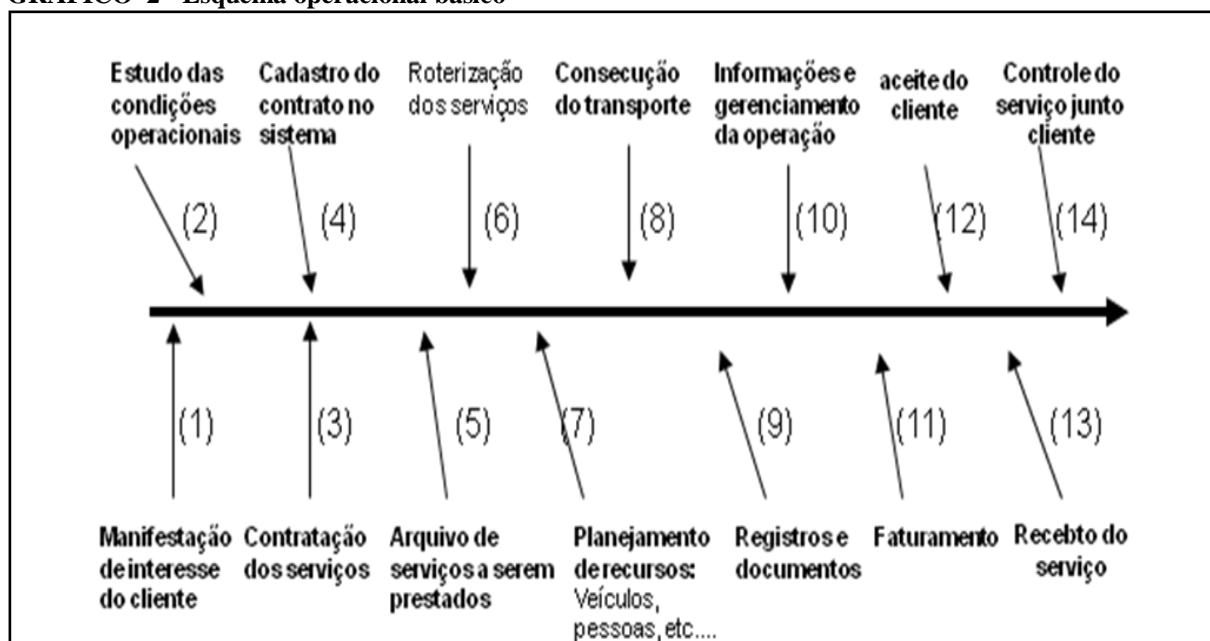 GRÁFICO 2 - Esquema operacional básico
Estudo das
condições
operacionais
Cadastro do
contrato no
sistema
Roterização
dos serviços
Consecução
do transporte
Informações e
gerenciamento
da operação
aceite do
cliente
Controle do
serviço junto
cliente
(2)
(4)
(6)
(8)
(10)
(12)
(14)
(1)
(3)
(5)
(7)
(9)
(11)
(13)
Manifestação
de interesse
do cliente
Contratação
dos serviços
Arquivo de
serviços a serem
prestados
Planejamento
de recursos:
Veículos,
pessoas, etc....
Registros e
documentos
Faturamento
Recebto do
serviço